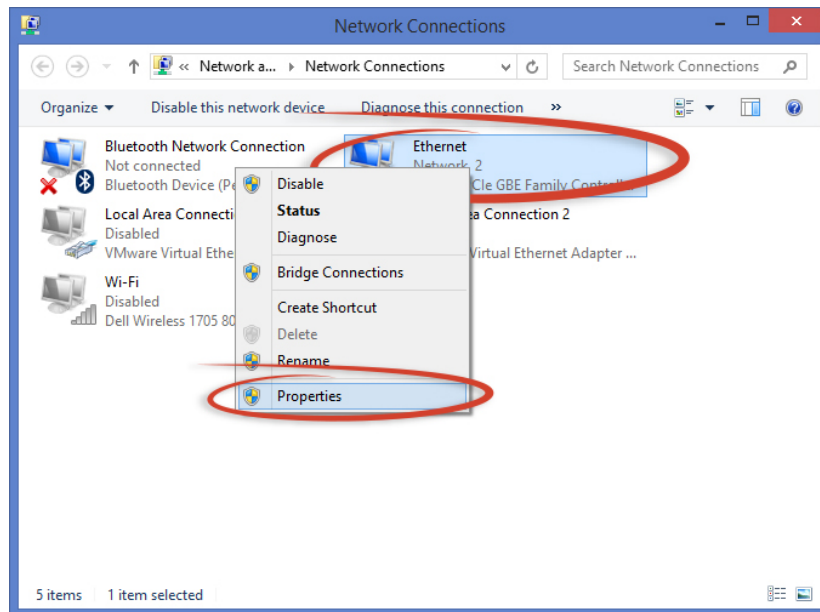 Network Connections
Network a... Network Connections
Search Network Connections
Organize Disable this network device Diagnose this connection »
Bluetooth Network Connection
Not connected
Bluetooth Device (Pe
Ethernet
Network 2
CIe GBE Family
Local Area Connecti
Disabled
VMware Virtual Ethe
a Connection 2
Virtual Ethernet Adapter ...
Wi-Fi
Disabled
Dell Wireless 1705 80
Disable
Status
Diagnose
Bridge Connections
Create Shortcut
Delete
Rename
Properties
5 items 1 item selected